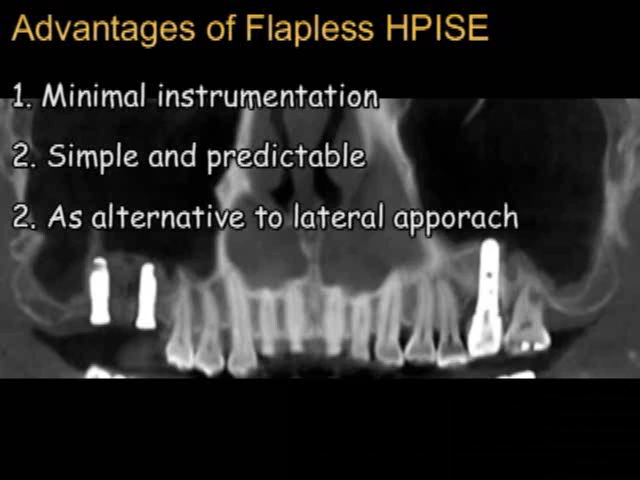 Advantages of Flapless HPISE
1. Minimal instrumentation
2. Simple and predictable
2. As alternative to lateral apporach